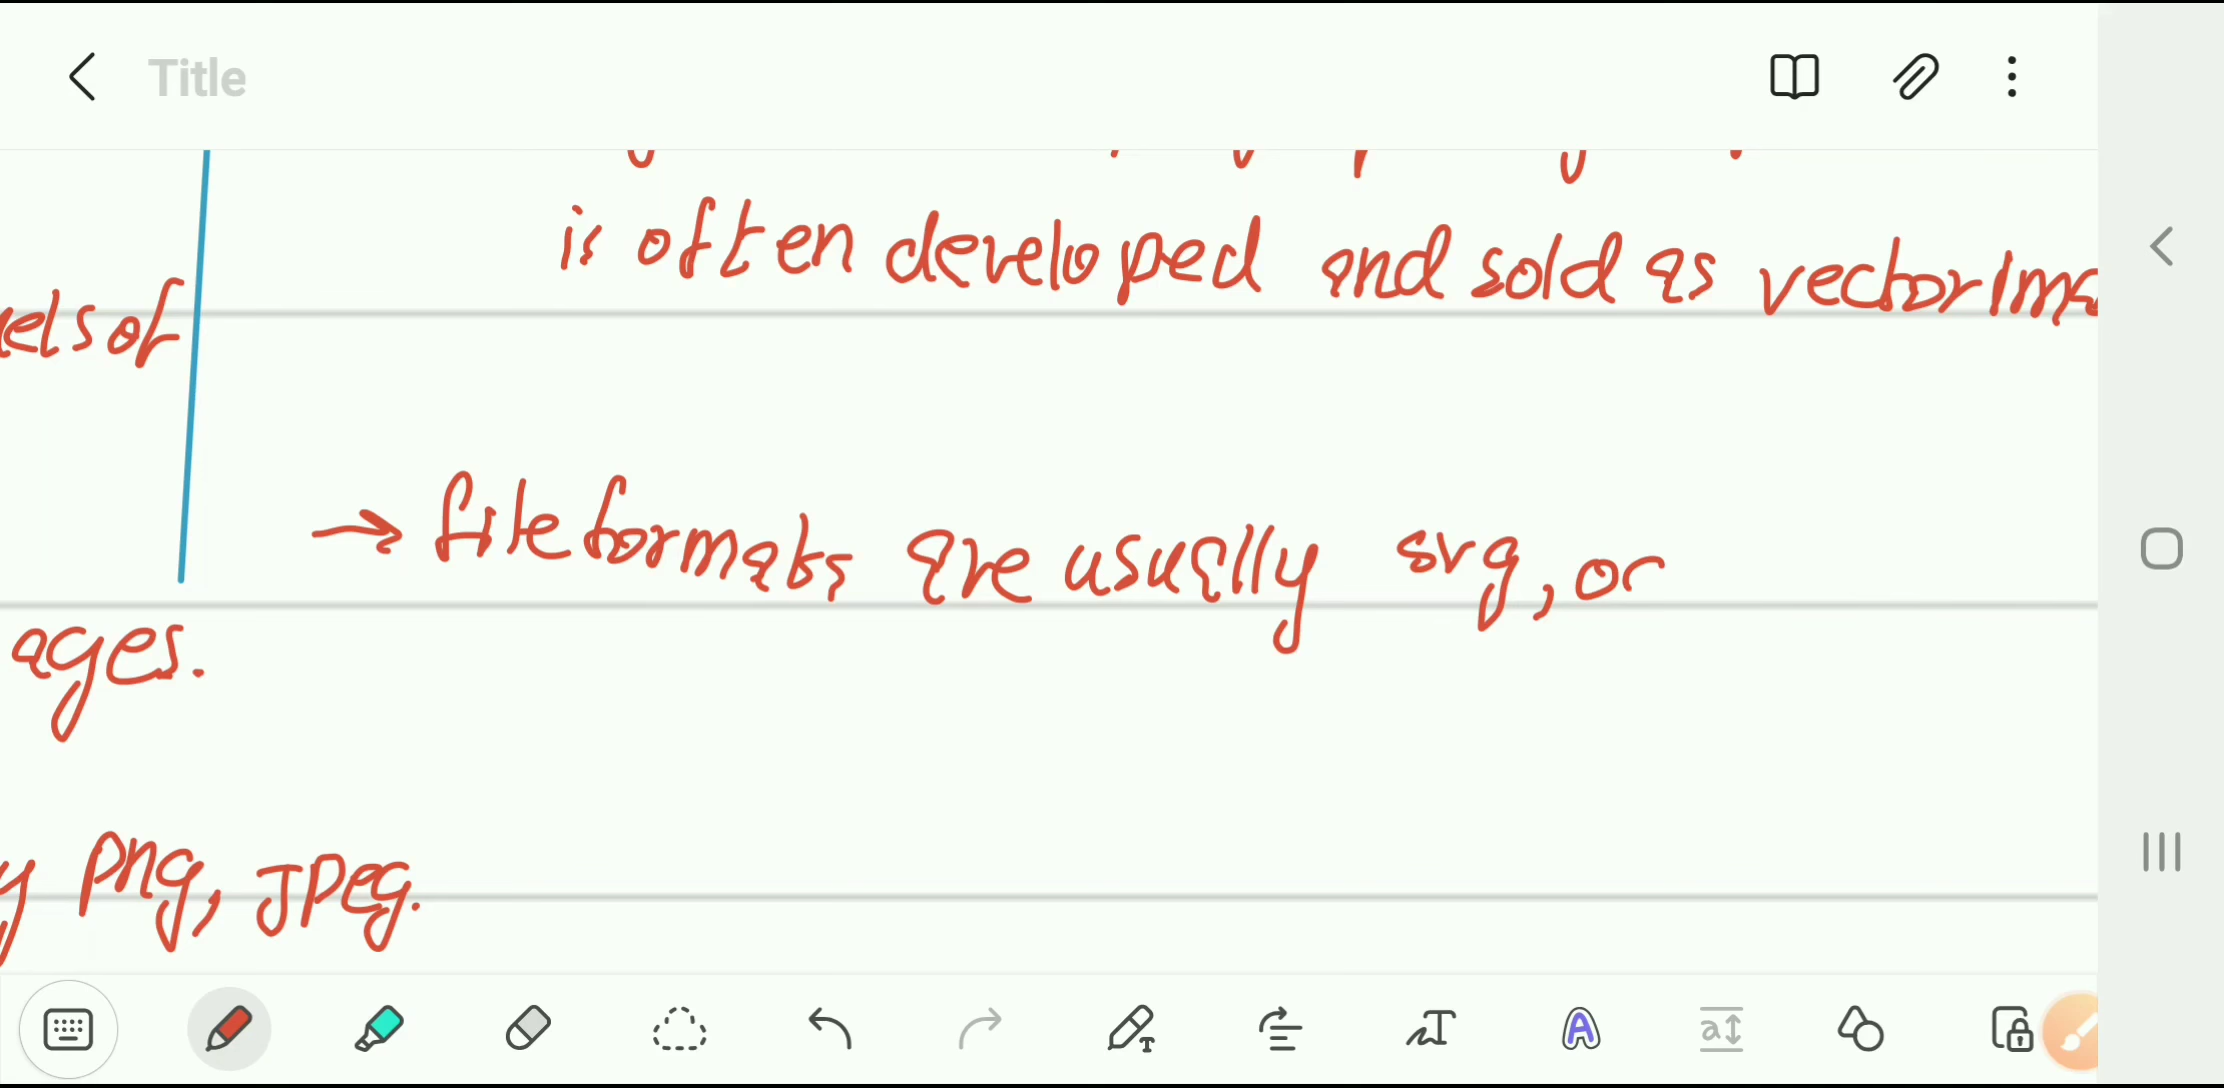 Title
is often developed and sold as vector ima
els of
→ file formats are usually svg, or
ages.
y png, JPEG.